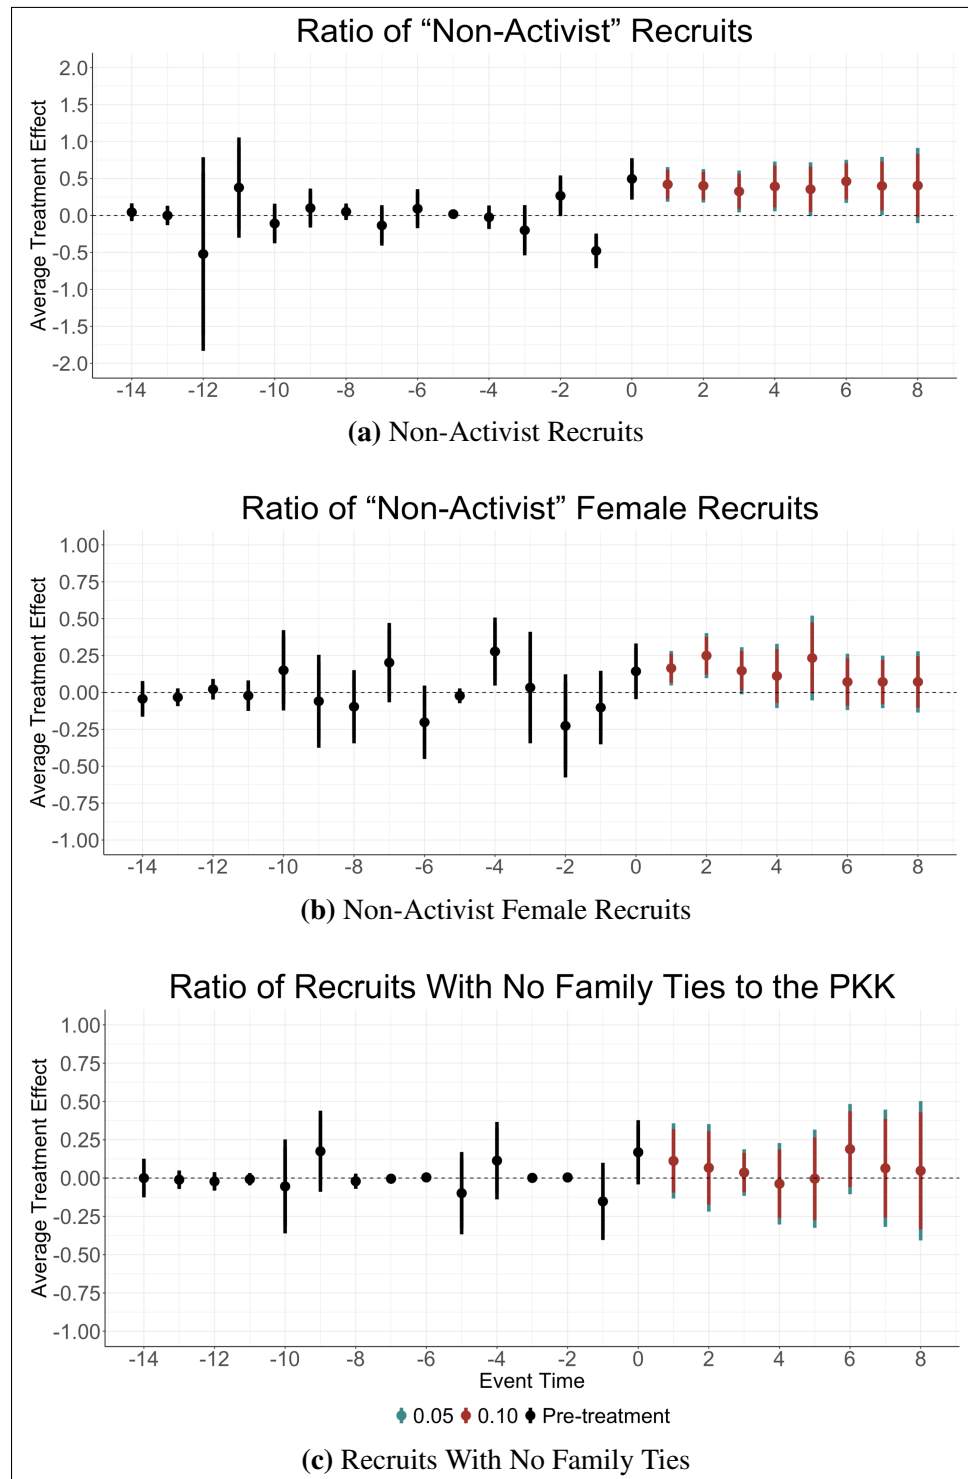 Ratio of “Non-Activist” Recruits
Average Treatment Effect
2.0
1.5
1.0
0.5
0.0
-0.5
-1.0
-1.5
-2.0
-14 -12 -10 -8 -6 -4 -2 0 2 4 6 8
(a) Non-Activist Recruits
Ratio of “Non-Activist” Female Recruits
Average Treatment Effect
1.00
0.75
0.50
0.25
0.00
-0.25
-0.50
-0.75
-1.00
-14 -12 -10 -8 -6 -4 -2 0 2 4 6 8
(b) Non-Activist Female Recruits
Ratio of Recruits With No Family Ties to the PKK
Average Treatment Effect
1.00
0.75
0.50
0.25
0.00
-0.25
-0.50
-0.75
-1.00
-14 -12 -10 -8 -6 -4 -2 0 2 4 6 8
Event Time
0.05 0.10 Pre-treatment
(c) Recruits With No Family Ties